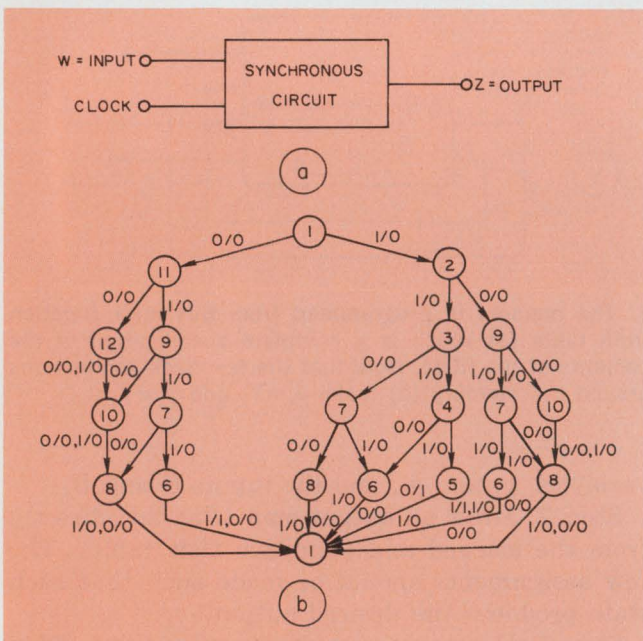 W = INPUT
SYNCHRONOUS
CIRCUIT
Z = OUTPUT
CLOCK
a
1
0/0 1/0
11 2
0/0 1/0 1/0 0/0
12 9 3 9
0/0,1/0 0/0 1/0 0/0 1/0 1/0 1/0 0/0
10 7 7 4 7 10
0/0,1/0 0/0 1/0 0/0 1/0 0/0 1/0 1/0 1/0 0/0 0/0,1/0
8 6 8 6 5 6 8
1/0,0/0 1/1,0/0 1/0 0/0 1/0 0/0 0/1 1/0 1/1,1/0 0/0 0/0 1/0,0/0
1
b